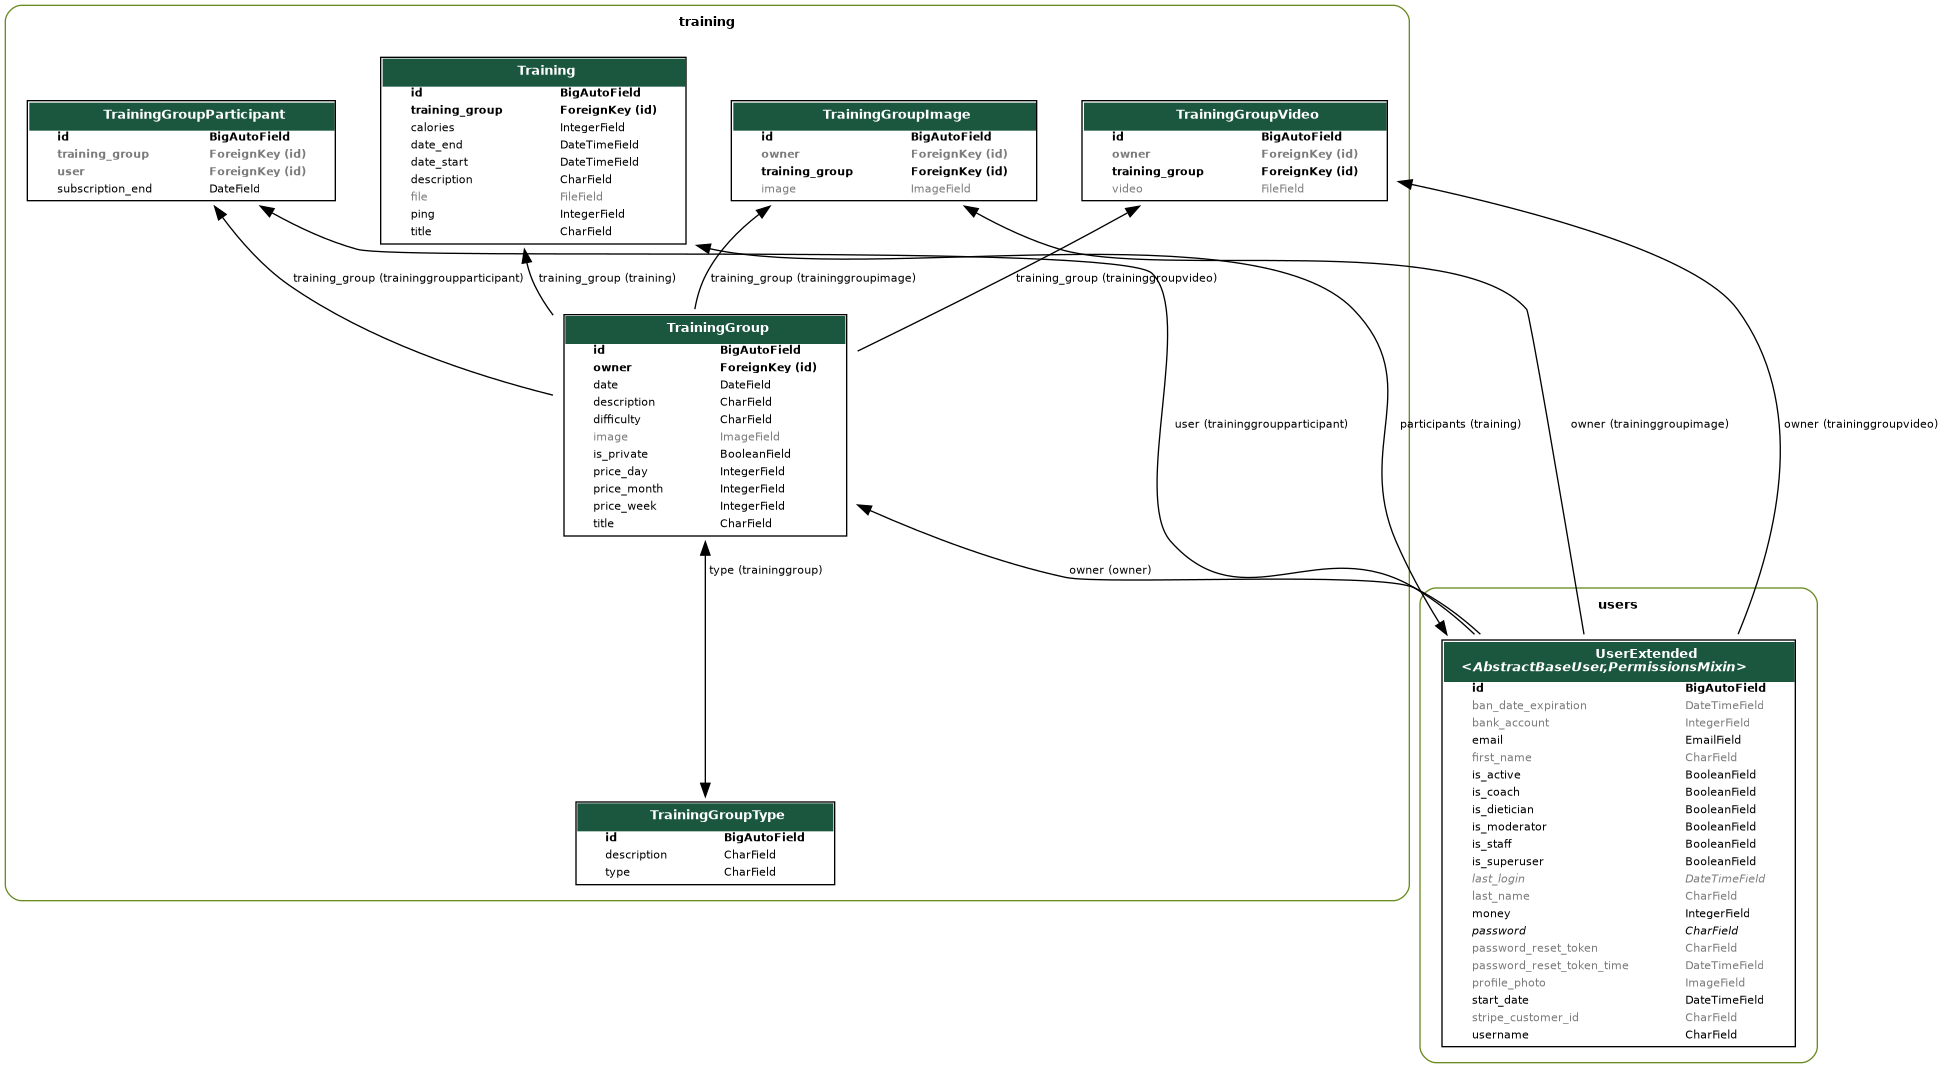 training
TrainingGroupParticipant
id BigAutoField
training_group ForeignKey (id)
user ForeignKey (id)
subscription_end DateField
Training
id BigAutoField
training_group ForeignKey (id)
calories IntegerField
date_end DateTimeField
date_start DateTimeField
description CharField
file FileField
ping IntegerField
title CharField
TrainingGroupImage
id BigAutoField
owner ForeignKey (id)
training_group ForeignKey (id)
image ImageField
TrainingGroupVideo
id BigAutoField
owner ForeignKey (id)
training_group ForeignKey (id)
video FileField
training_group (traininggroupparticipant)
training_group (training)
training_group (traininggroupimage)
training_group (traininggroupvideo)
TrainingGroup
id BigAutoField
owner ForeignKey (id)
date DateField
description CharField
difficulty CharField
image ImageField
is_private BooleanField
price_day IntegerField
price_month IntegerField
price_week IntegerField
title CharField
user (traininggroupparticipant)
participants (training)
owner (traininggroupimage)
owner (traininggroupvideo)
type (traininggroup)
owner (owner)
TrainingGroupType
id BigAutoField
description CharField
type CharField
users
UserExtended
<AbstractBaseUser,PermissionsMixin>
id BigAutoField
ban_date_expiration DateTimeField
bank_account IntegerField
email EmailField
first_name CharField
is_active BooleanField
is_coach BooleanField
is_dietician BooleanField
is_moderator BooleanField
is_staff BooleanField
is_superuser BooleanField
last_login DateTimeField
last_name CharField
money IntegerField
password CharField
password_reset_token CharField
password_reset_token_time DateTimeField
profile_photo ImageField
start_date DateTimeField
stripe_customer_id CharField
username CharField